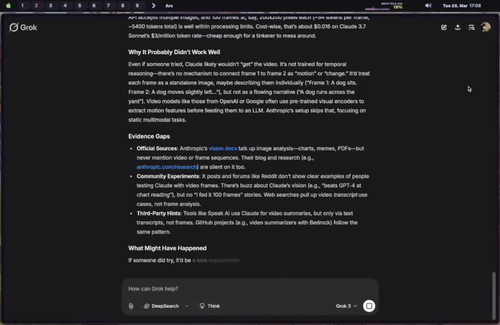 Arc 1 2 3 4 5 6 7 8 9 Arc
19%
Tue 25. Mar 17:08
Grok
API accepts multiple images, and 100 frames at, say, 200x200 pixels each (~54 tokens per frame,
~5400 tokens total) is well within processing limits. Cost-wise, that's about $0.016 on Claude 3.7
Sonnet's $3/million token rate—cheap enough for a tinkerer to mess around.
Why It Probably Didn't Work Well
Even if someone tried, Claude likely wouldn't "get" the video. It's not trained for temporal
reasoning—there's no mechanism to connect frame 1 to frame 2 as "motion" or "change." It'd treat
each frame as a standalone image, maybe describing them individually ("Frame 1: A dog sits.
Frame 2: A dog moves slightly left..."), but not as a flowing narrative ("A dog runs across the
yard"). Video models like those from OpenAI or Google often use pre-trained visual encoders to
extract motion features before feeding them to an LLM. Anthropic's setup skips that, focusing on
static multimodal tasks.
Evidence Gaps
• Official Sources: Anthropic's vision docs talk up image analysis—charts, memes, PDFs—but
never mention video or frame sequences. Their blog and research (e.g.,
anthropic.com/research) are silent on it too.
• Community Experiments: X posts and forums like Reddit don't show clear examples of people
testing Claude with video frames. There's buzz about Claude's vision (e.g., "beats GPT-4 at
chart reading"), but no "I fed it 100 frames" stories. Web searches pull up video transcript use
cases, not frame analysis.
• Third-Party Hints: Tools like Speak AI use Claude for video summaries, but only via text
transcripts, not frames. GitHub projects (e.g., video summarizers with Bedrock) follow the
same pattern.
What Might Have Happened
If someone did try, it'd be a lone experimenter
How can Grok help?
DeepSearch Think Grok 3